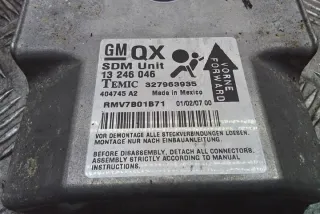 GM QX
SDM Unit
13 246 046
TEMIC 327963935
404745 A2 Made in Mexico
RMV7B01B71 01/02/07 00
VORNE
FORWARD
VOR DEMONTAGE ALLE STECKVERBINDUNGEN LOESEN.
MONTAGE NUR NACH EINBAUANLEITUNG.
BEFORE DISASSEMBLY, DETACH ALL CONNECTORS.
ASSEMBLY STRICTLY ACCORDING TO MANUAL
INSTRUCTIONS.